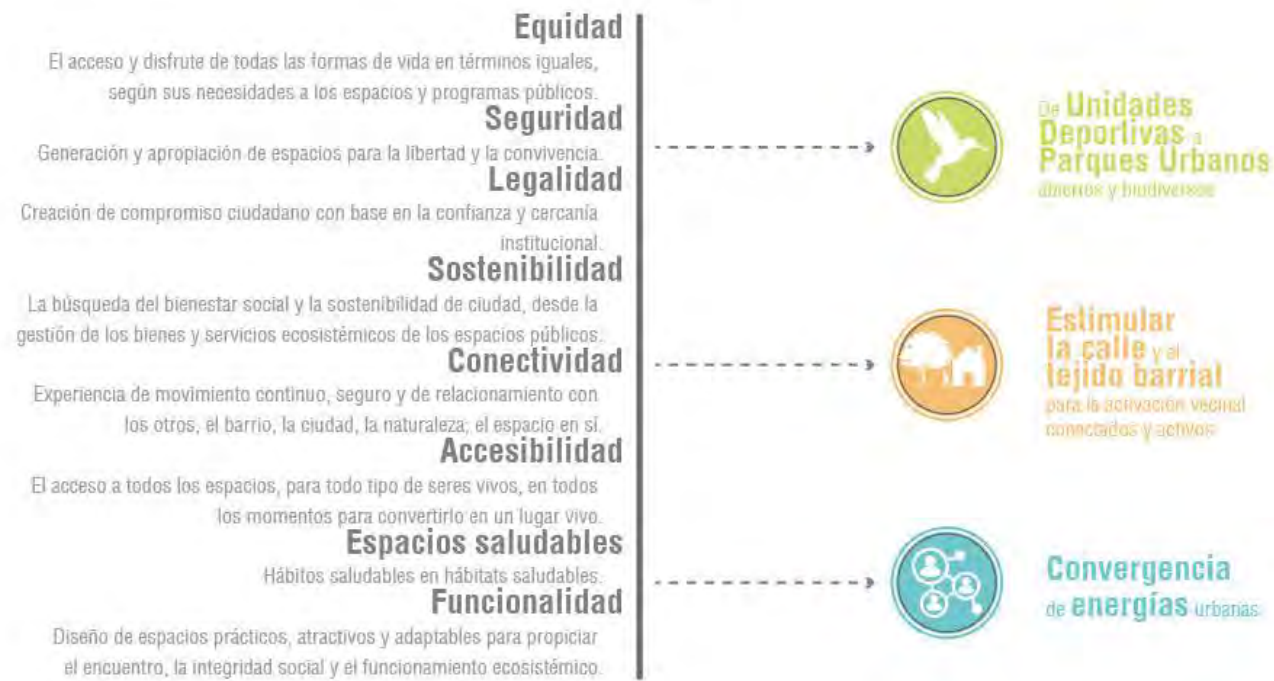 Equidad
El acceso y disfrute de todas las formas de vida en términos iguales,
según sus necesidades a los espacios y programas públicos.
Seguridad
Generación y apropiación de espacios para la libertad y la convivencia.
Legalidad
Creación de compromiso ciudadano con base en la confianza y cercanía
institucional.
Sostenibilidad
La búsqueda del bienestar social y la sostenibilidad de ciudad, desde la
gestión de los bienes y servicios ecosistémicos de los espacios públicos.
Conectividad
Experiencia de movimiento continuo, seguro y de relacionamiento con
los otros, el barrio, la ciudad, la naturaleza; el espacio en sí.
Accesibilidad
El acceso a todos los espacios, para todo tipo de seres vivos, en todos
los momentos para convertirlo en un lugar vivo.
Espacios saludables
Hábitos saludables en hábitats saludables.
Funcionalidad
Diseño de espacios prácticos, atractivos y adaptables para propiciar
el encuentro, la integridad social y el funcionamiento ecosistémico.
De Unidades
Deportivas a
Parques Urbanos
abiertos y biodiversos
Estimular
la calle y al
tejido barrial
para la activación vecinal
conectados y activos
Convergencia
de energías urbanas.